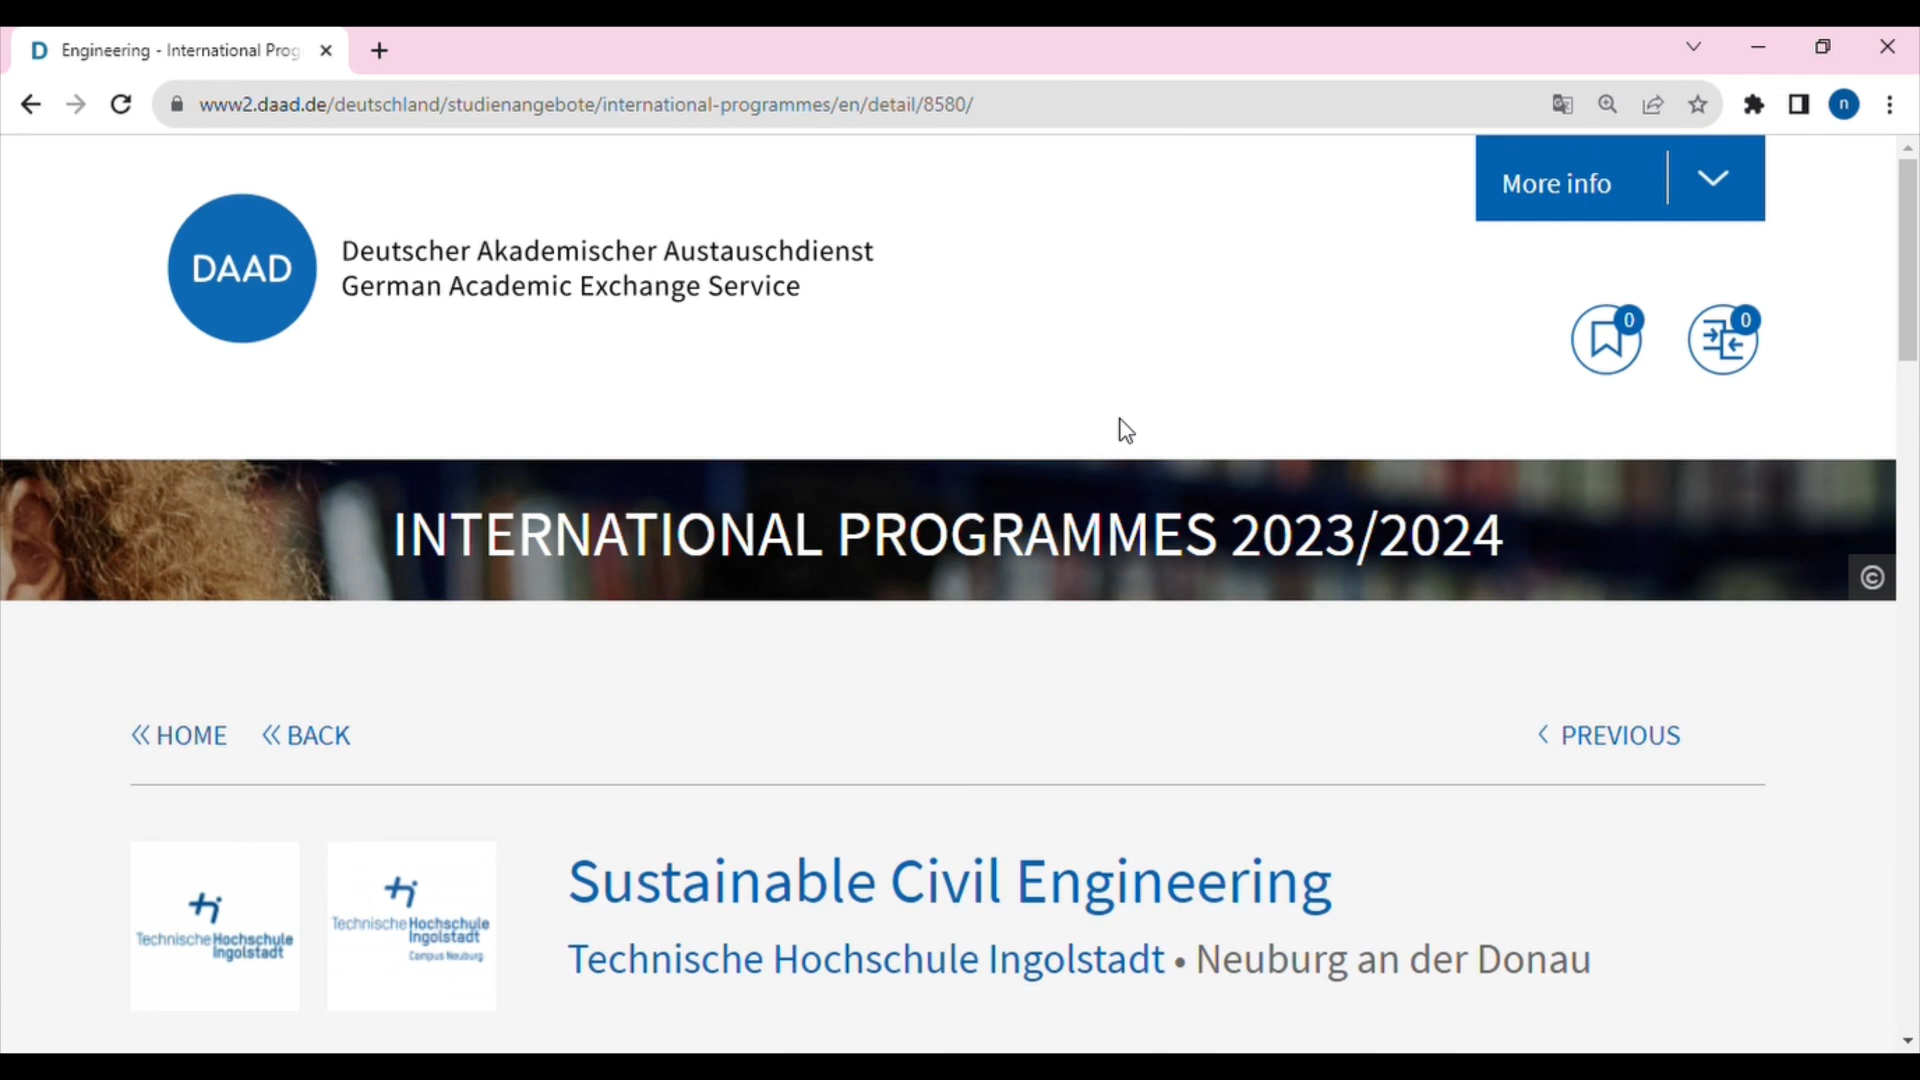 Engineering - International Prog
www2.daad.de/deutschland/studienangebote/international-programmes/en/detail/8580/
n
More info
DAAD
Deutscher Akademischer Austauschdienst
German Academic Exchange Service
0
0
INTERNATIONAL PROGRAMMES 2023/2024
©
HOME
BACK
PREVIOUS
Technische Hochschule
Ingolstadt
Technische Hochschule
Ingolstadt
Campus Neuburg
Sustainable Civil Engineering
Technische Hochschule Ingolstadt • Neuburg an der Donau